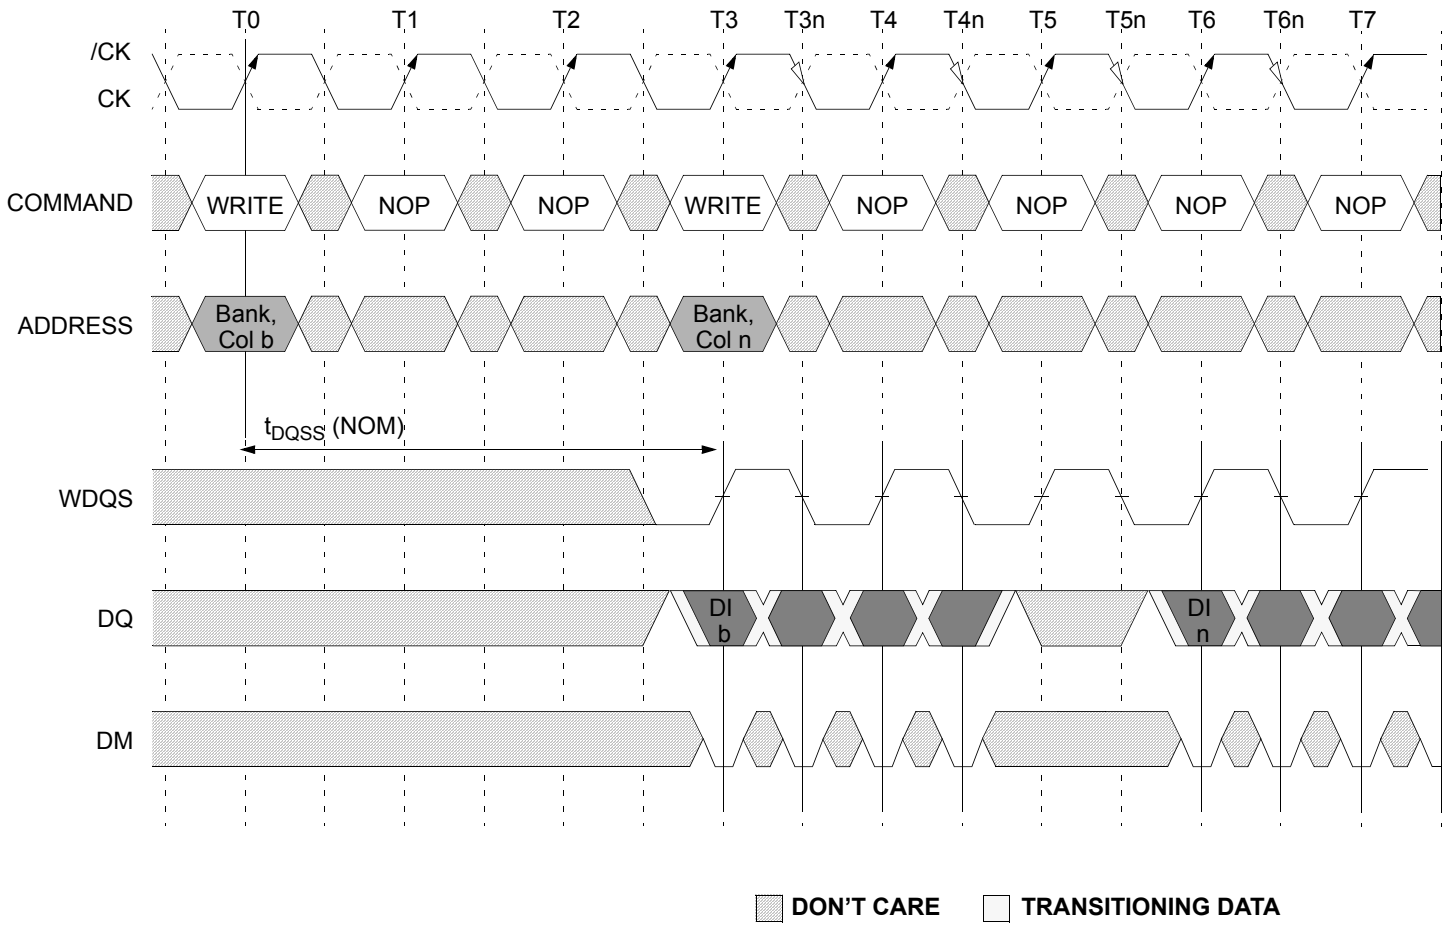 T0 T1 T2 T3 T3n T4 T4n T5 T5n T6 T6n T7
/CK
CK
COMMAND WRITE NOP NOP WRITE NOP NOP NOP NOP
ADDRESS
Bank,
Col b
Bank,
Col n
tDQSS (NOM)
WDQS
DQ
DI
b
DI
n
DM
DON'T CARE
TRANSITIONING DATA